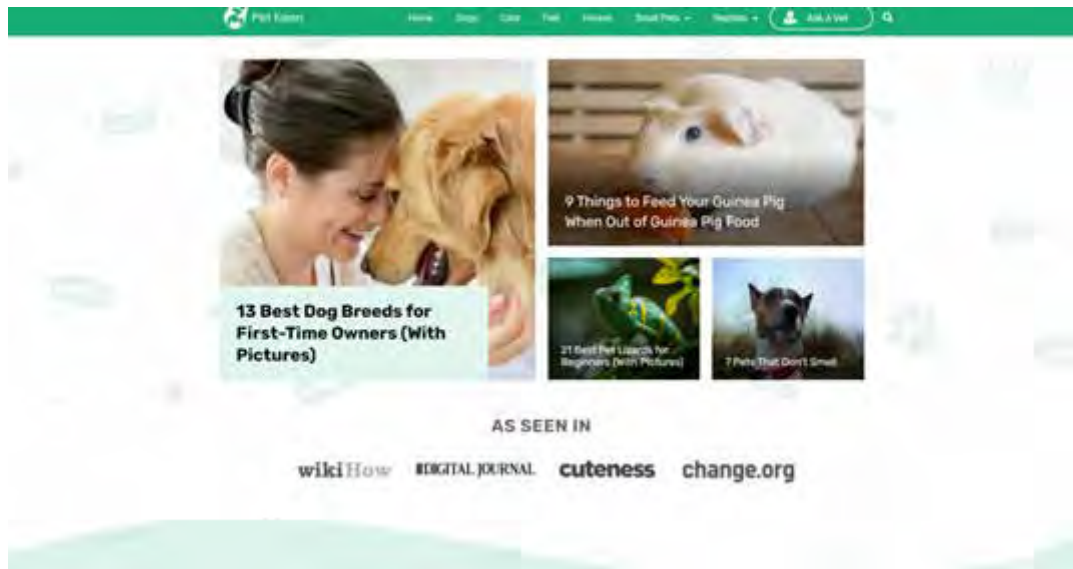 Pet Keen
Home Dogs Cats Fish Horses Small Pets Reptiles ASK A VET
9 Things to Feed Your Guinea Pig
When Out of Guinea Pig Food
13 Best Dog Breeds for
First-Time Owners (With
Pictures)
21 Best Pet Lizards for
Beginners (With Pictures)
7 Pets That Don't Smell
AS SEEN IN
wikiHow DIGITAL JOURNAL cuteness change.org